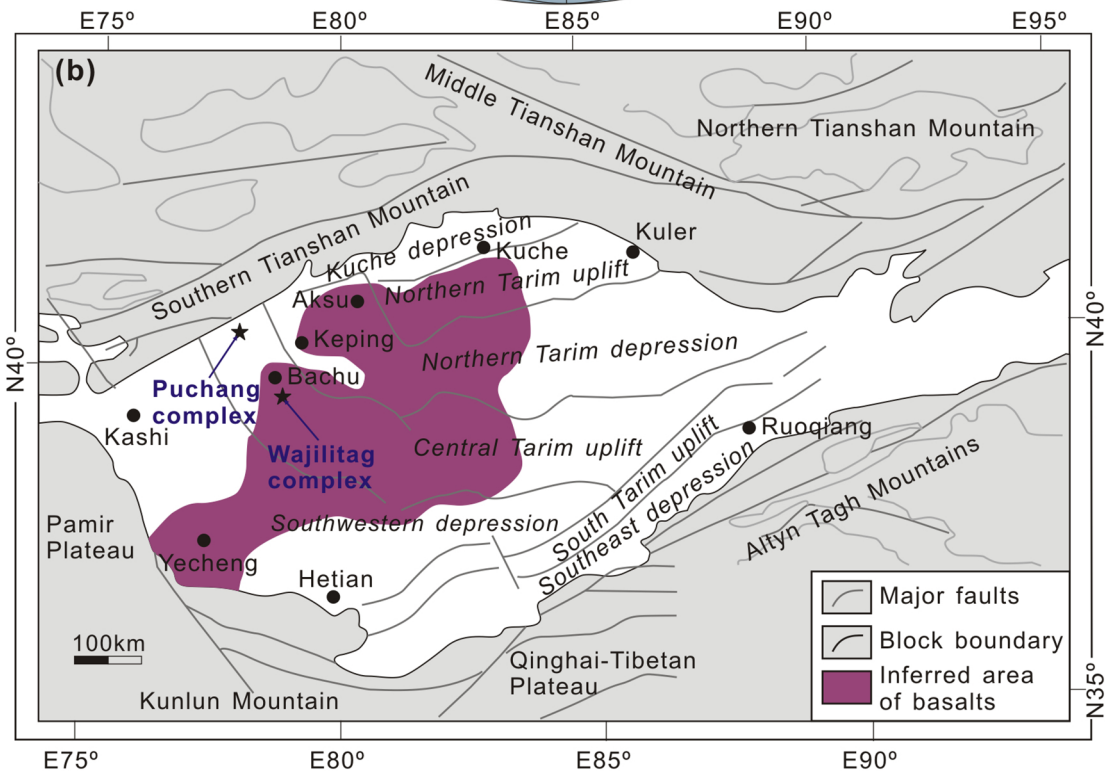 E75º E80º E85º E90º E95º
(b)
Middle Tianshan Mountain
Northern Tianshan Mountain
Southern Tianshan Mountain
Kuche depression
Kuler
Kuche
Northern Tarim uplift
Aksu
N40º
N40º
Keping
Northern Tarim depression
Bachu
Puchang
complex
Kashi
Ruoqiang
Central Tarim uplift
Wajilitag
complex
South Tarim uplift
Southeast depression
Altyn Tagh Mountains
Southwestern depression
Pamir
Plateau
Yecheng
Hetian
Major faults
100km
Block boundary
Qinghai-Tibetan
Plateau
Inferred area
of basalts
Kunlun Mountain
N35º
E75º E80º E85º E90º